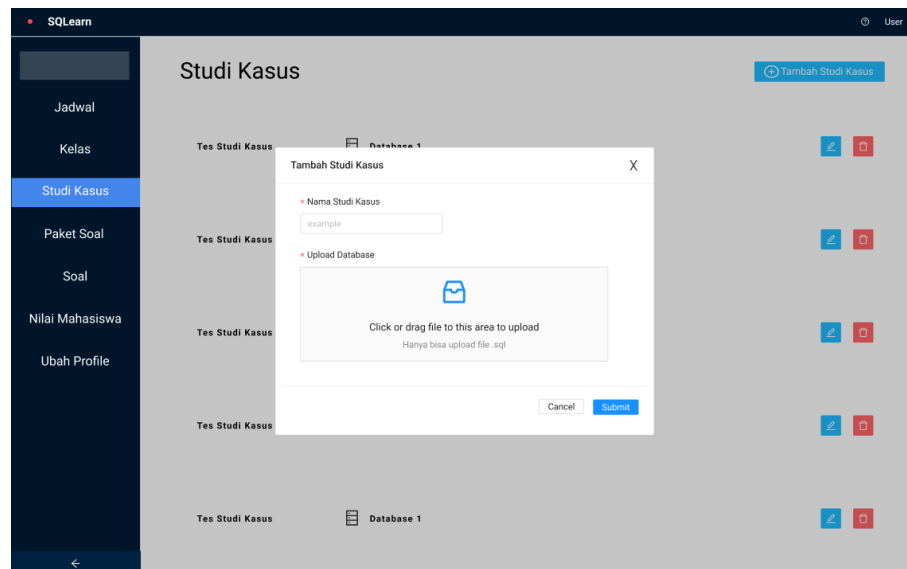 SQLearn
User
Studi Kasus
Tambah Studi Kasus
Jadwal
Kelas
Studi Kasus
Paket Soal
Soal
Nilai Mahasiswa
Ubah Profile
Tes Studi Kasus Database 1
Tambah Studi Kasus X
* Nama Studi Kasus
example
* Upload Database
Click or drag file to this area to upload
Hanya bisa upload file .sql
Cancel Submit
Tes Studi Kasus
Tes Studi Kasus
Tes Studi Kasus
Tes Studi Kasus Database 1